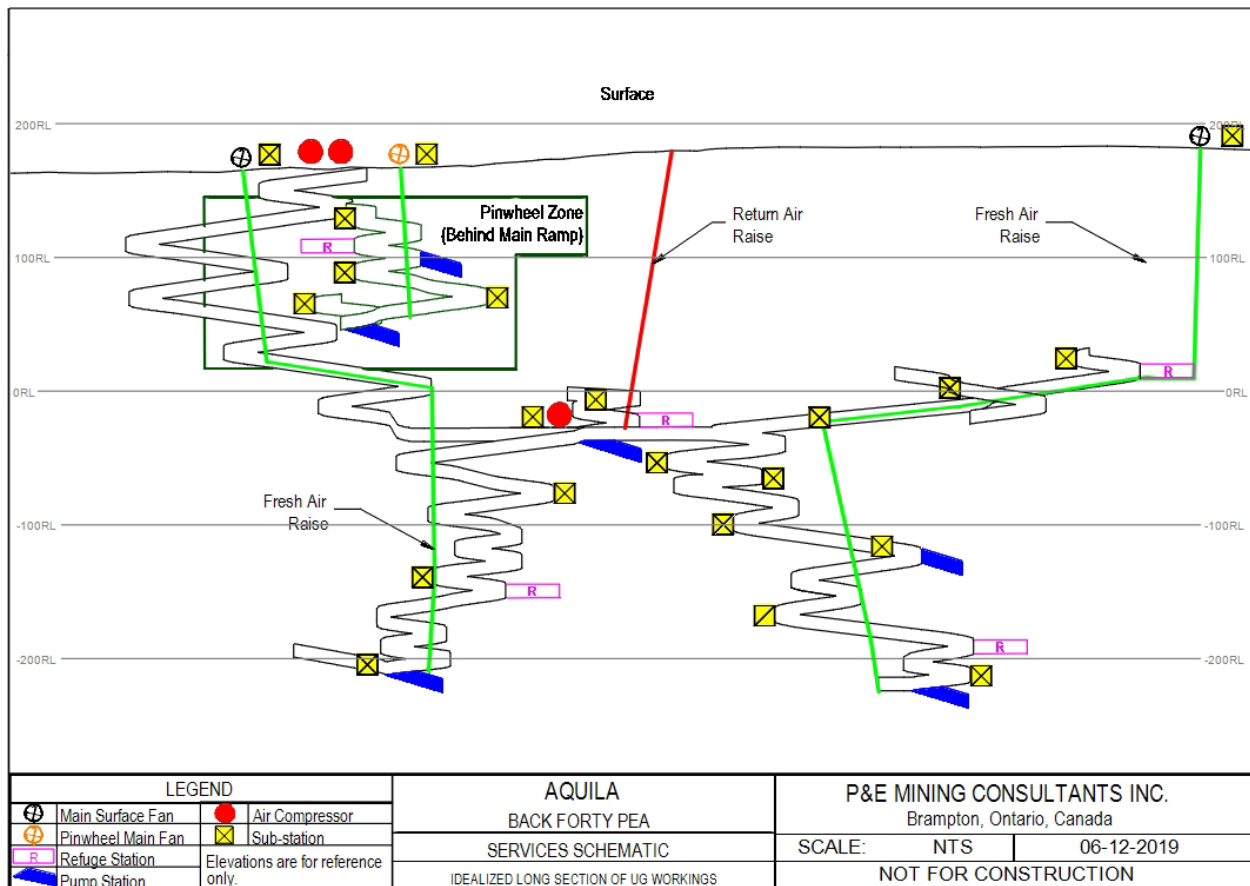 Surface
200RL
200RL
Pinwheel Zone
(Behind Main Ramp)
Return Air
Raise
Fresh Air
Raise
R
100RL
100RL
R
0RL
0RL
R
Fresh Air
Raise
-100RL
-100RL
R
R
-200RL
-200RL
LEGEND
Main Surface Fan
Air Compressor
Pinwheel Main Fan
Sub-station
R
Refuge Station
Elevations are for reference
only.
Pump Station
AQUILA
BACK FORTY PEA
SERVICES SCHEMATIC
IDEALIZED LONG SECTION OF UG WORKINGS
P&E MINING CONSULTANTS INC.
Brampton, Ontario, Canada
SCALE: NTS 06-12-2019
NOT FOR CONSTRUCTION